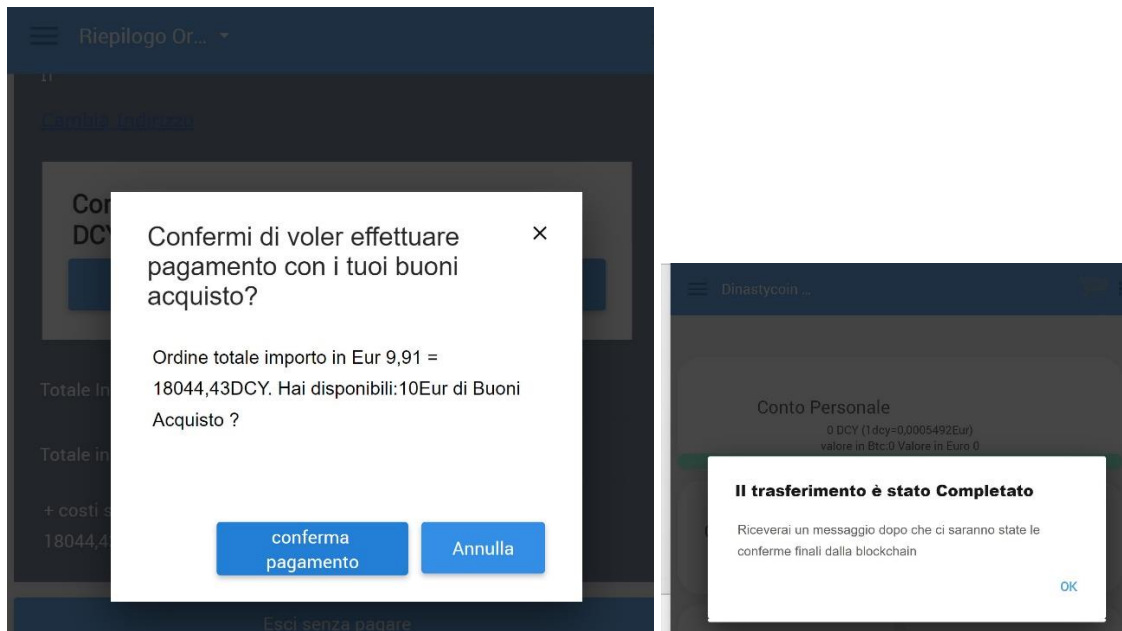 Riepilogo Or...
Cambia Indirizzo
Confermi di voler effettuare
pagamento con i tuoi buoni
acquisto?
Ordine totale importo in Eur 9,91 =
18044,43DCY. Hai disponibili:10Eur di Buoni
Acquisto ?
Totale In
Totale in
+ costi s
18044,4
conferma
pagamento
Annulla
Esci senza pagare
Dinastycoin ...
Conto Personale
0 DCY (1dcy=0,0005492Eur)
valore in Btc:0 Valore in Euro 0
Il trasferimento è stato Completato
Riceverai un messaggio dopo che ci saranno state le
conferme finali dalla blockchain
OK